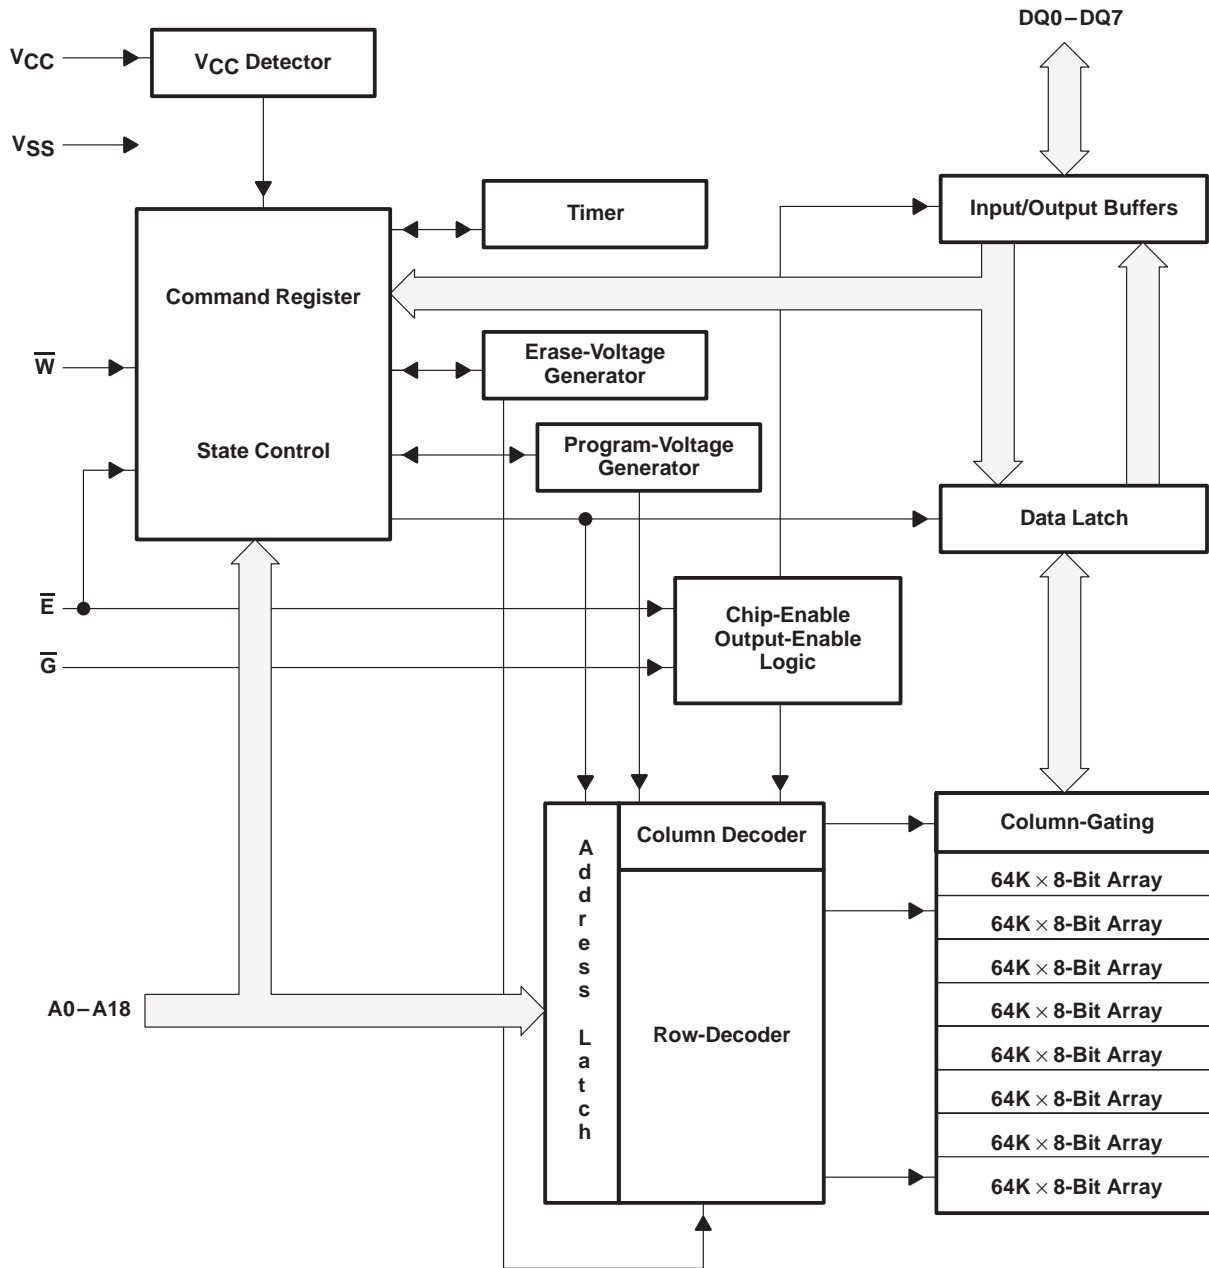 DQ0–DQ7
VCC
VCC Detector
VSS
Timer
Input/Output Buffers
Command Register
Erase-Voltage
Generator
W̅
State Control
Program-Voltage
Generator
Data Latch
E̅
Chip-Enable
Output-Enable
Logic
G̅
Address Latch
Column Decoder
Column-Gating
64K × 8-Bit Array
64K × 8-Bit Array
64K × 8-Bit Array
64K × 8-Bit Array
64K × 8-Bit Array
64K × 8-Bit Array
64K × 8-Bit Array
64K × 8-Bit Array
A0–A18
Row-Decoder